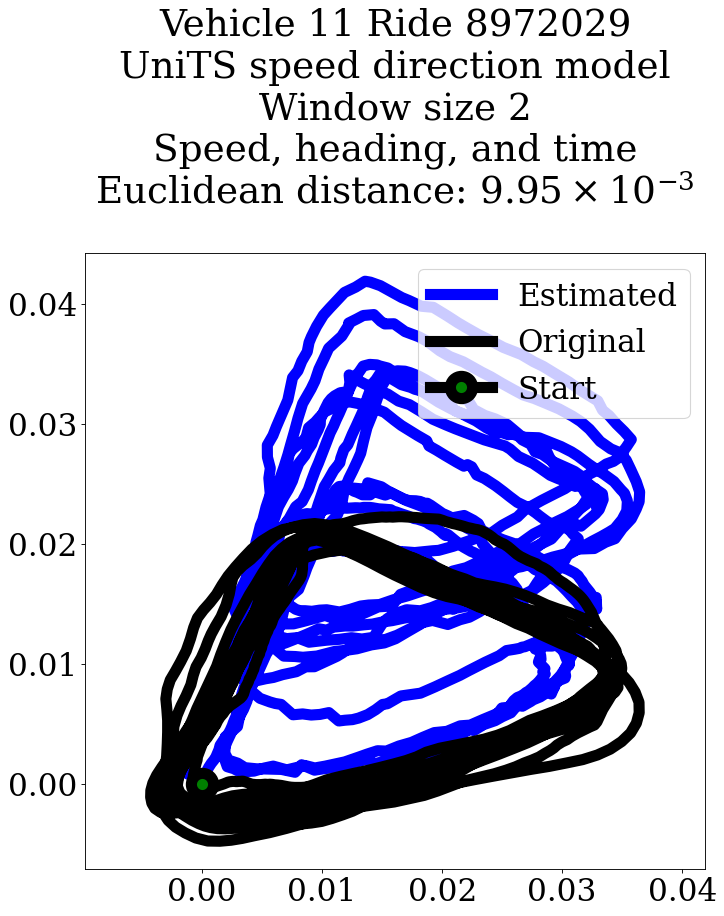 Vehicle 11 Ride 8972029
UniTS speed direction model
Window size 2
Speed, heading, and time
Euclidean distance: 9.95 × 10⁻³
Estimated
Original
Start
0.04
0.03
0.02
0.01
0.00
0.00 0.01 0.02 0.03 0.04